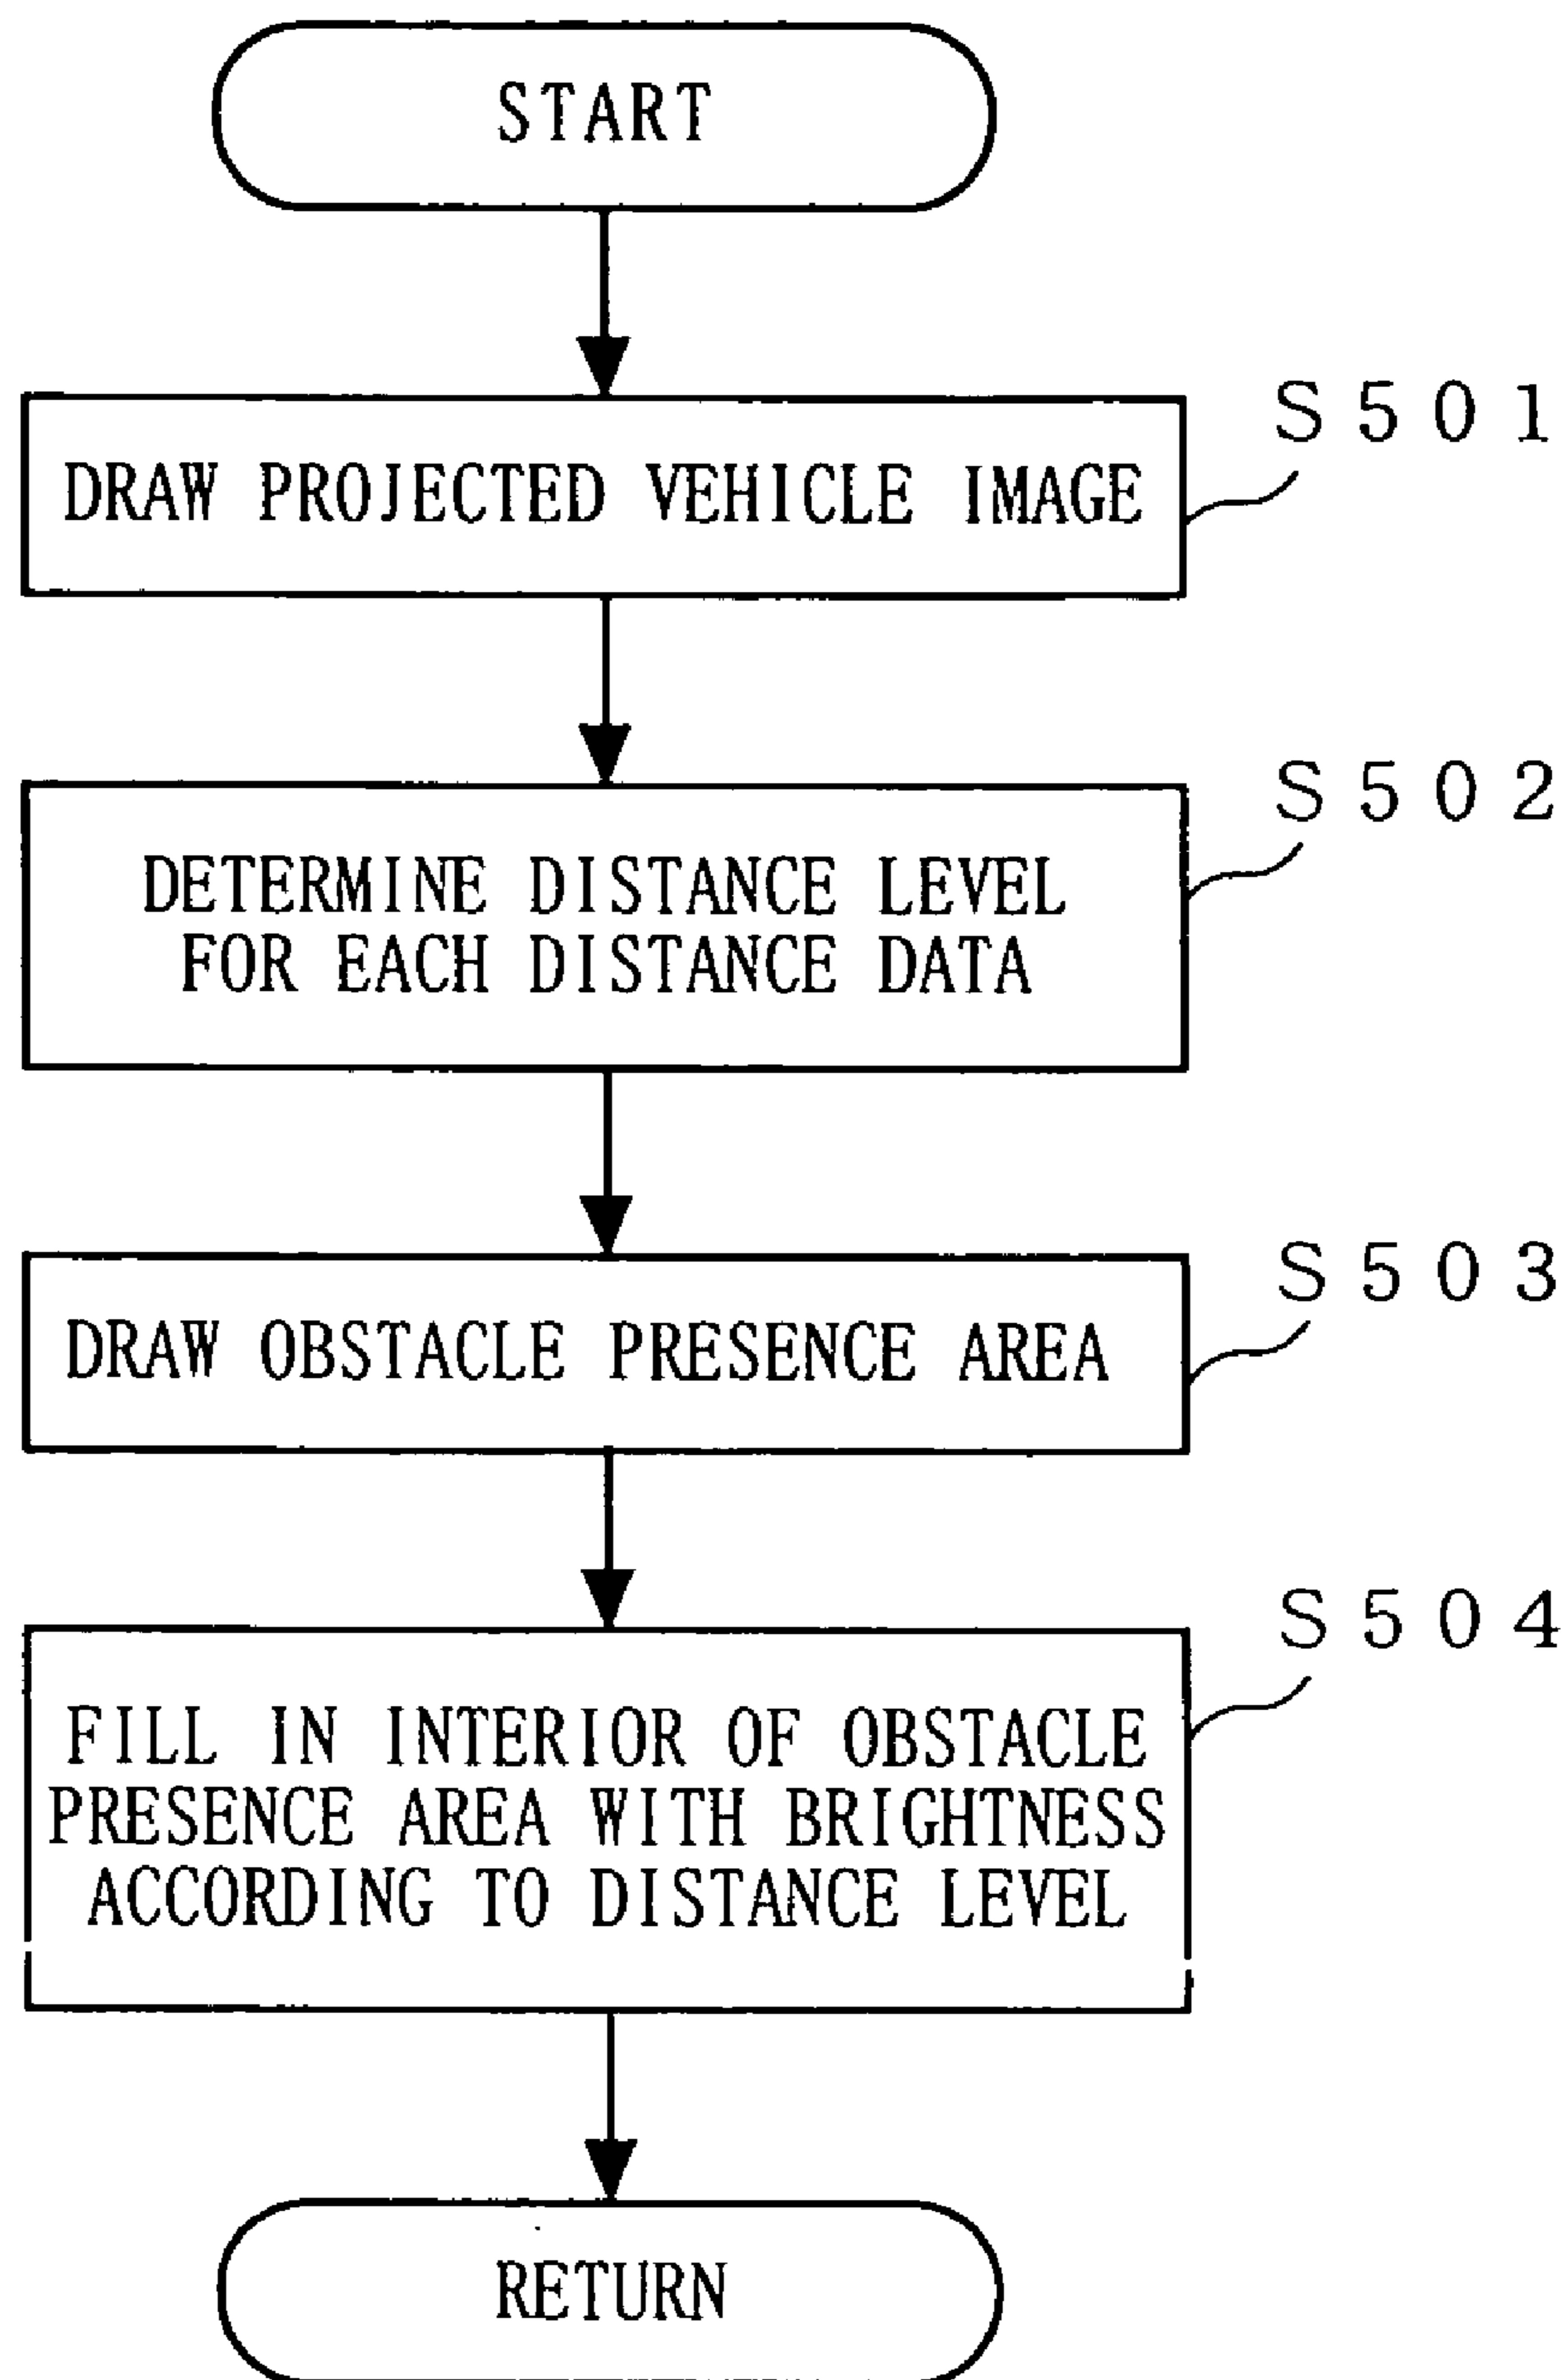 START
S501
DRAW PROJECTED VEHICLE IMAGE
S502
DETERMINE DISTANCE LEVEL
FOR EACH DISTANCE DATA
S503
DRAW OBSTACLE PRESENCE AREA
S504
FILL IN INTERIOR OF OBSTACLE
PRESENCE AREA WITH BRIGHTNESS
ACCORDING TO DISTANCE LEVEL
RETURN